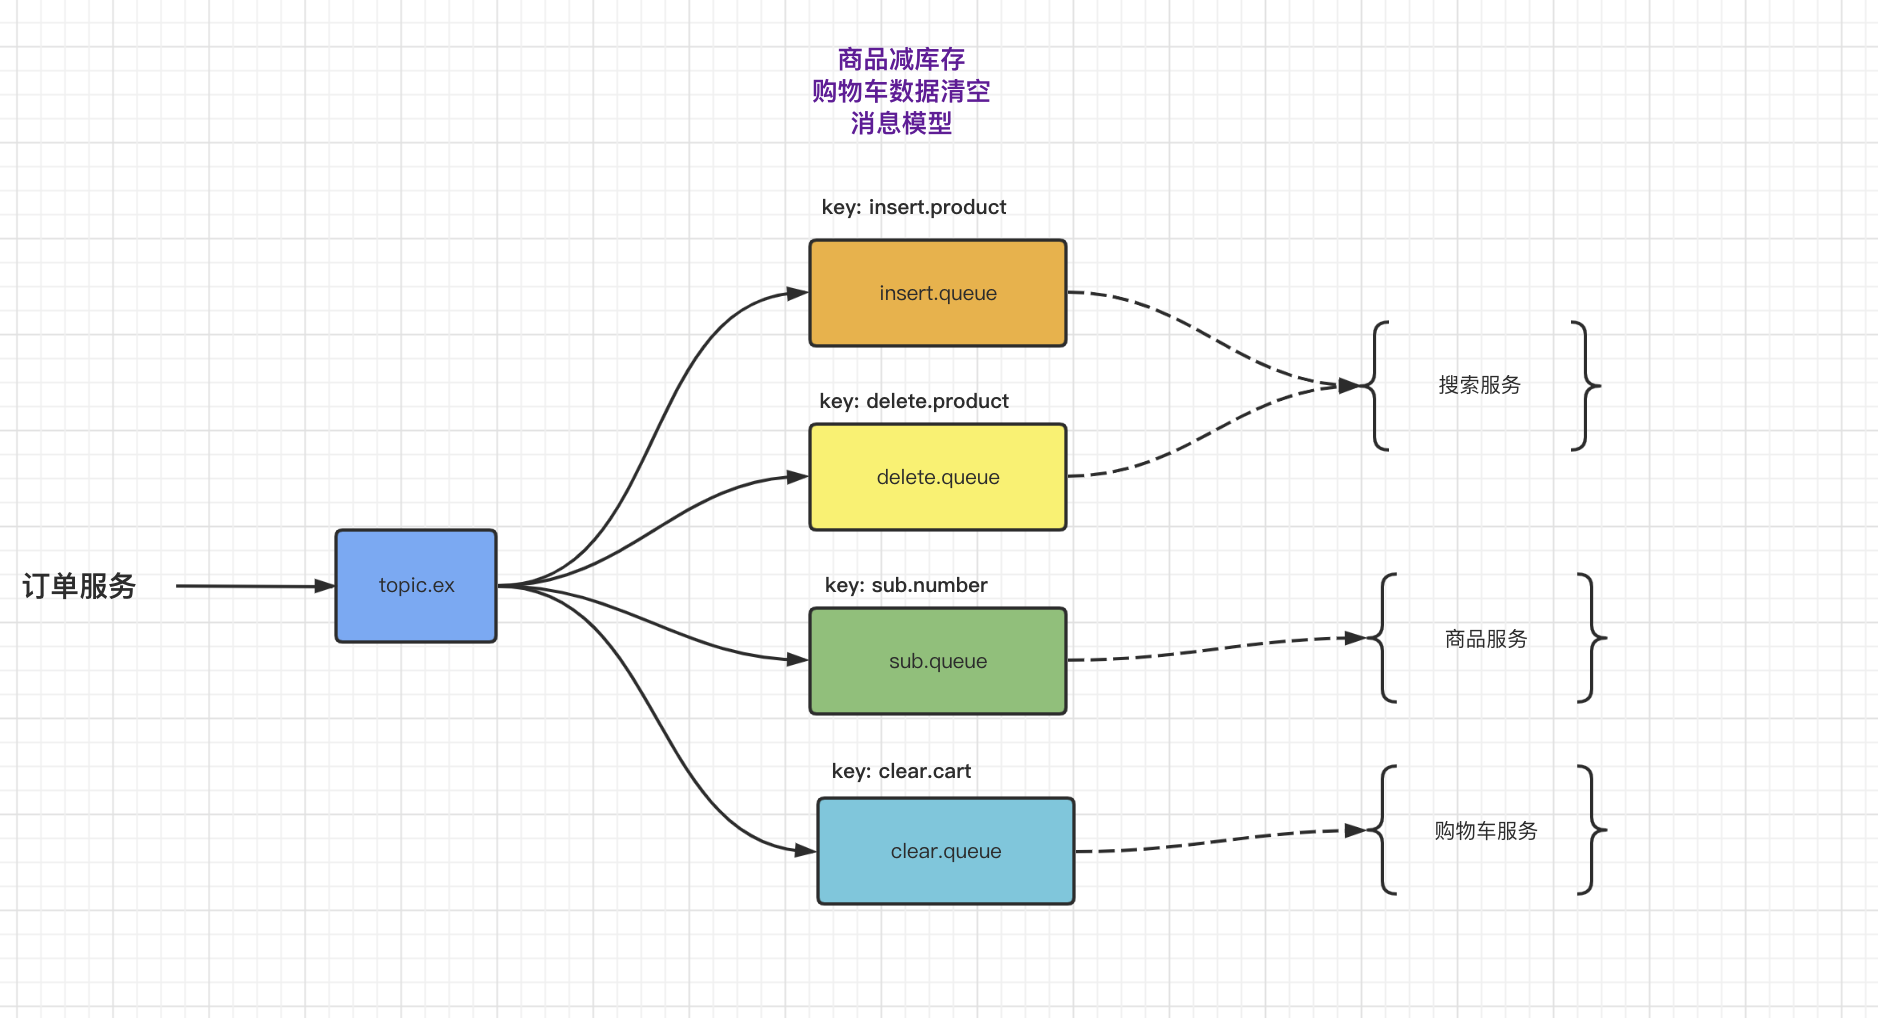 商品减库存
购物车数据清空
消息模型
key: insert.product
insert.queue
key: delete.product
delete.queue
搜索服务
订单服务
topic.ex
key: sub.number
sub.queue
商品服务
key: clear.cart
clear.queue
购物车服务